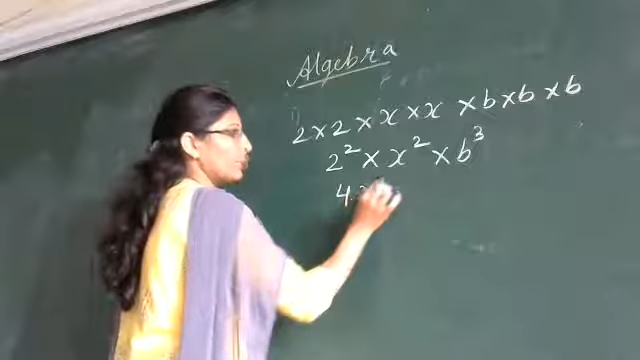 Algebra
2 × 2 × x × x × b × b × b
2² × x² × b³
4